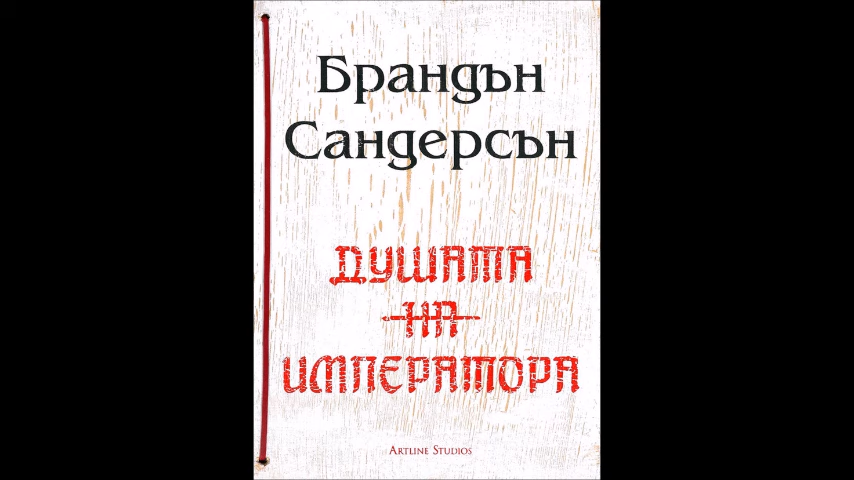 Брандън
Сандерсън
ДУШАТА
НА
ИМПЕРАТОРА
Artline Studios